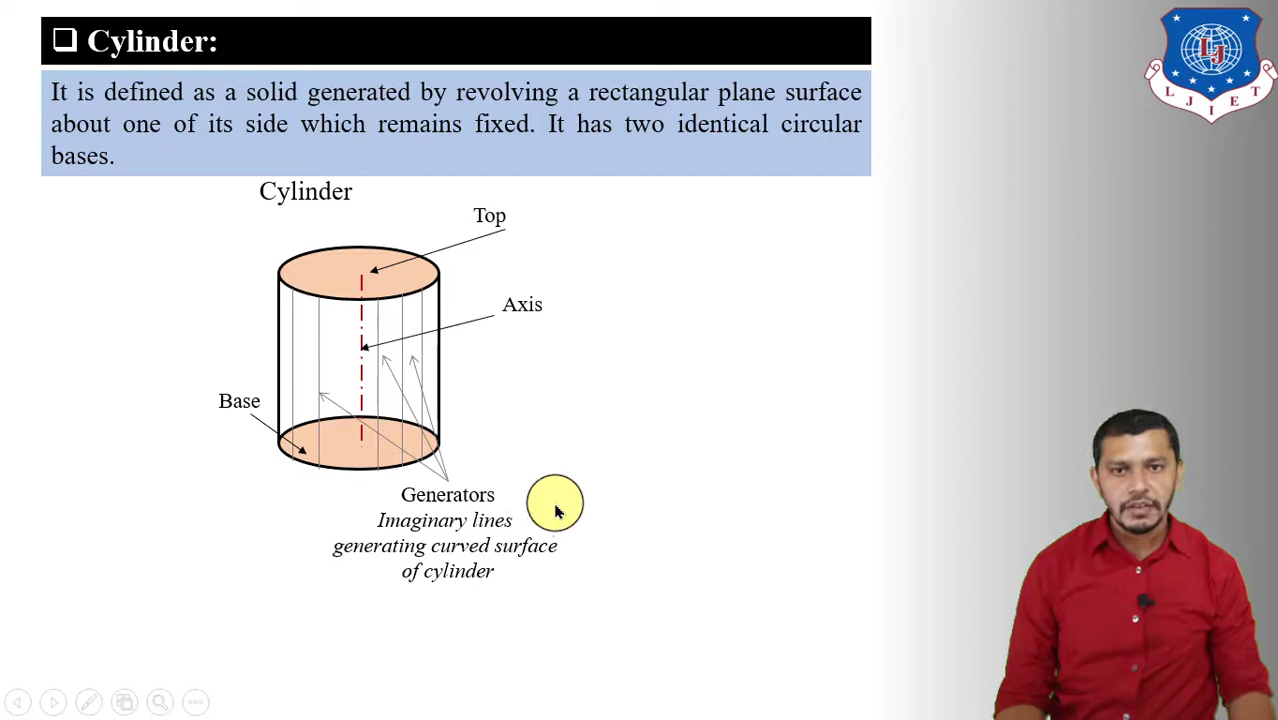 ❑ Cylinder:
It is defined as a solid generated by revolving a rectangular plane surface
about one of its side which remains fixed. It has two identical circular
bases.
Cylinder
Top
Axis
Base
Generators
Imaginary lines
generating curved surface
of cylinder
LJ
L J I E T